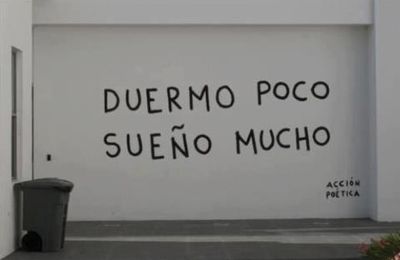 DUERMO POCO
SUEÑO MUCHO
ACCIÓN
POÉTICA